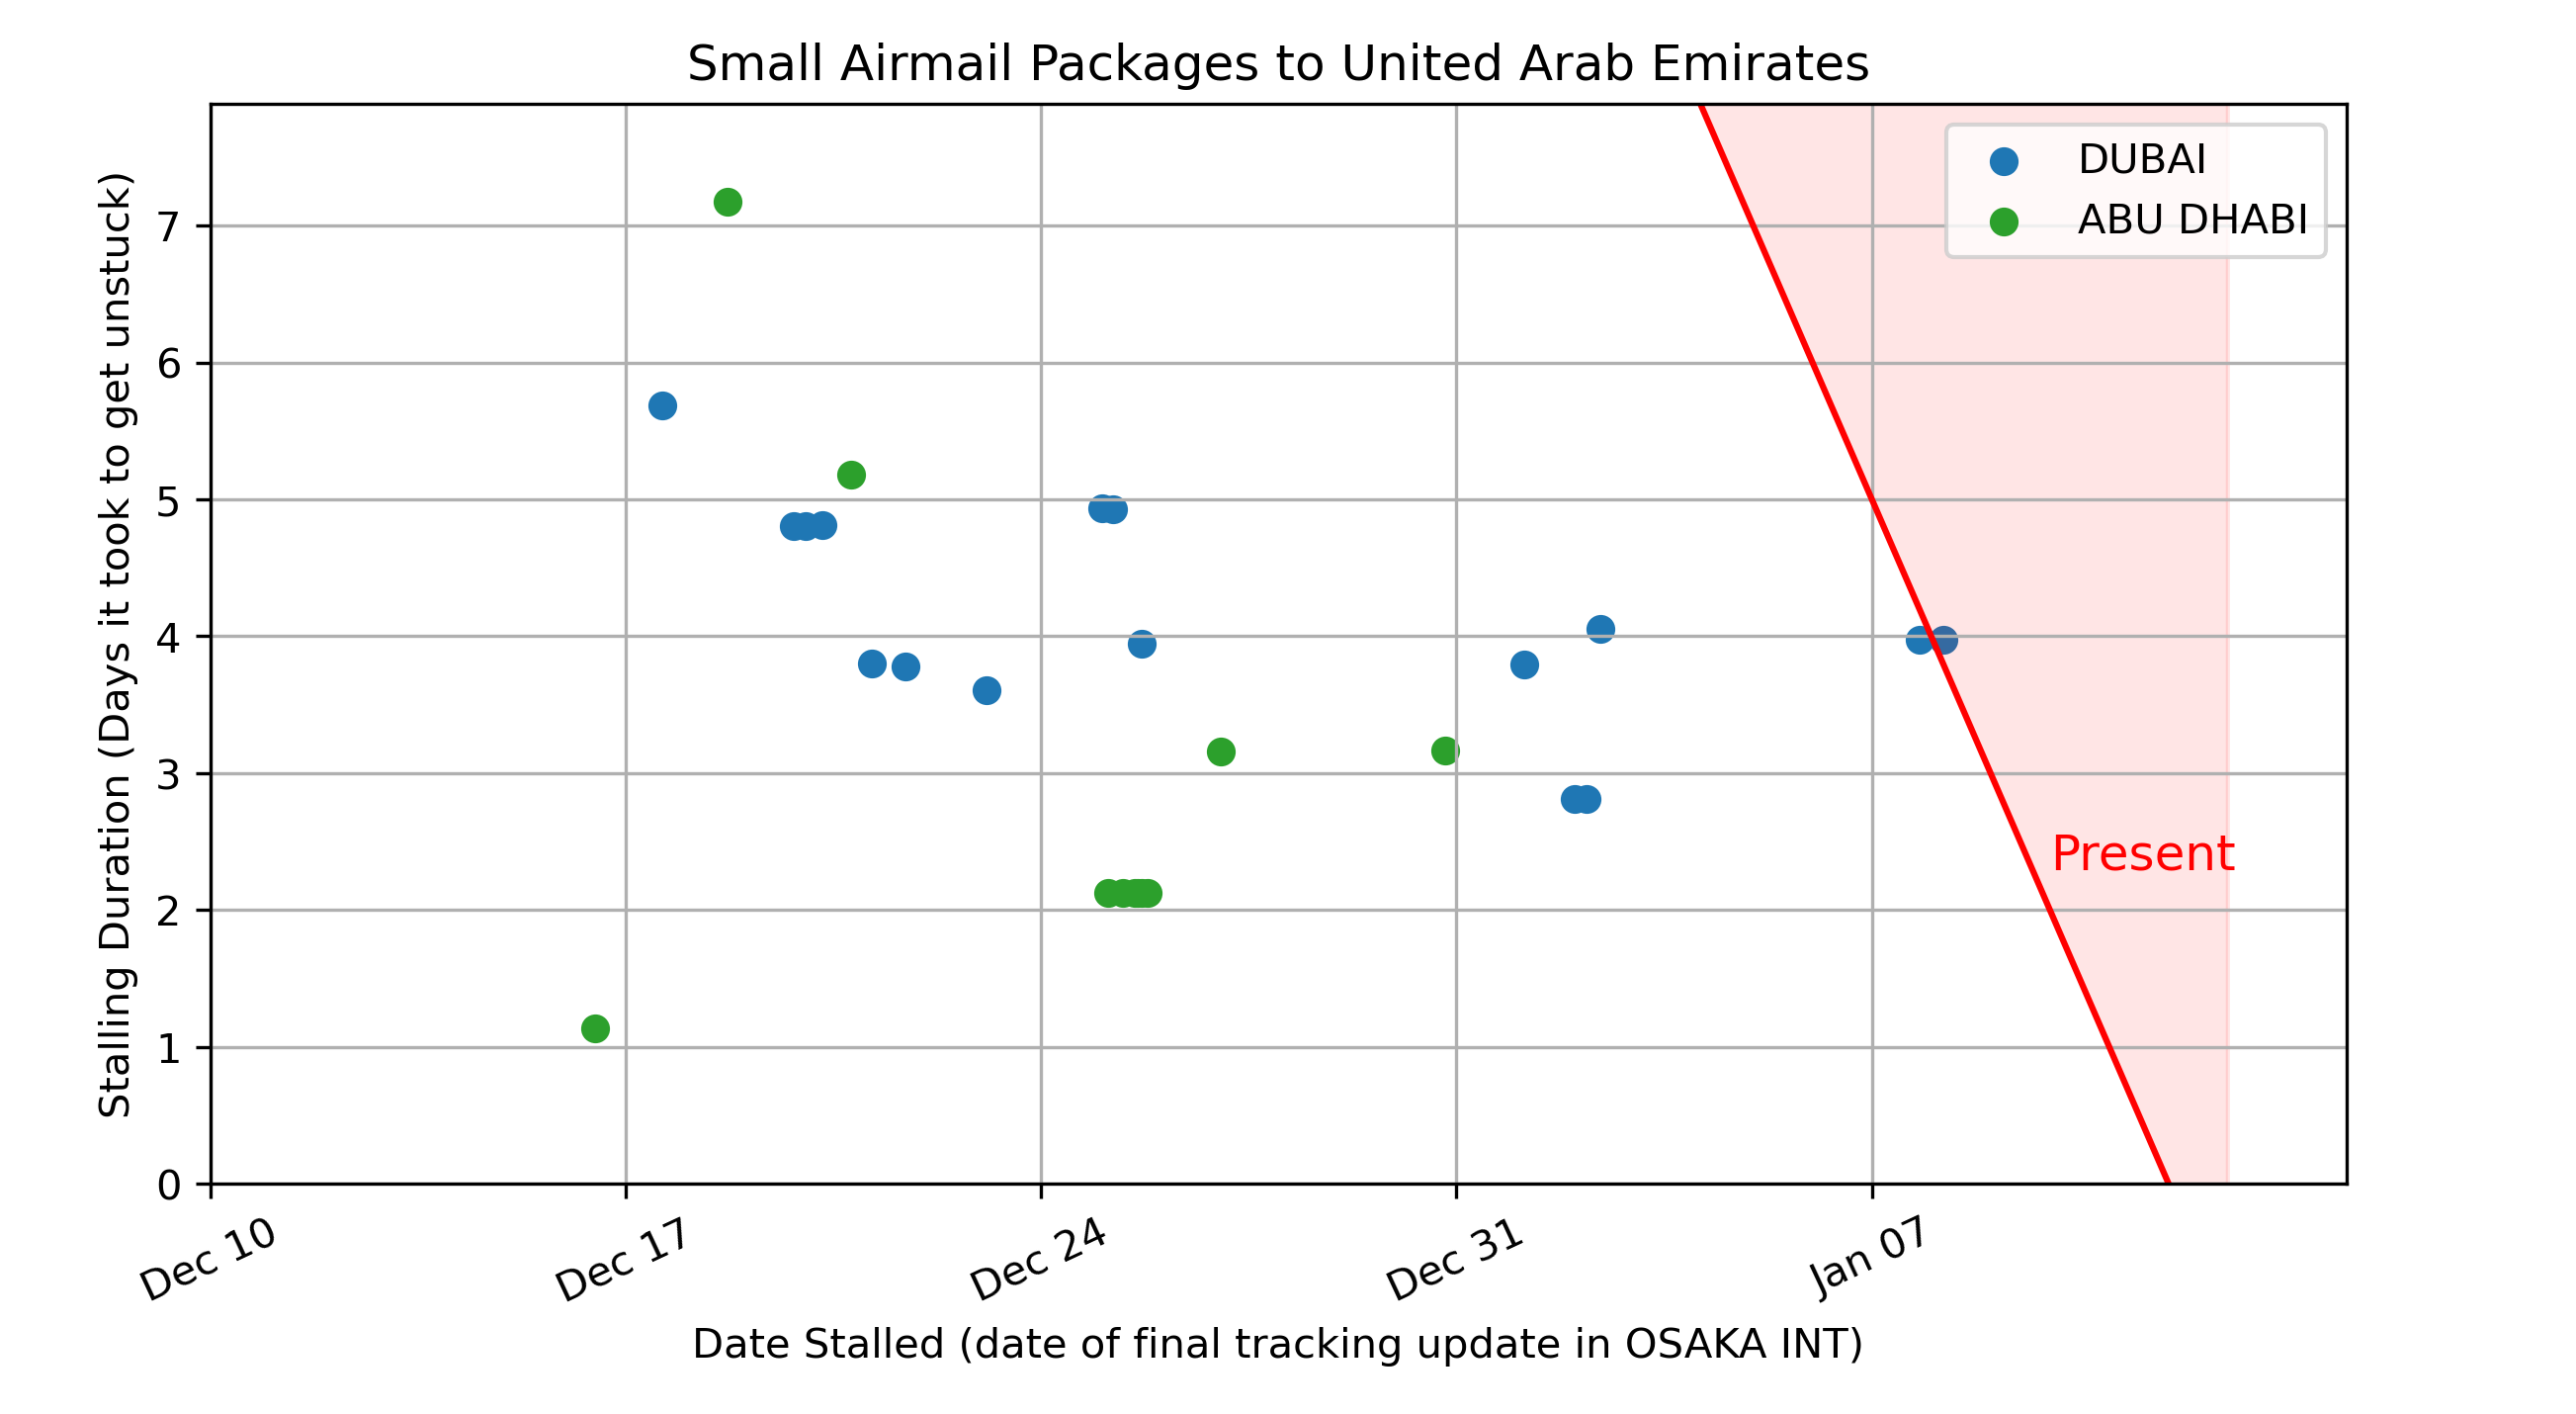 Small Airmail Packages to United Arab Emirates
DUBAI
ABU DHABI
Present
Stalling Duration (Days it took to get unstuck)
7
6
5
4
3
2
1
0
Dec 10
Dec 17
Dec 24
Dec 31
Jan 07
Date Stalled (date of final tracking update in OSAKA INT)